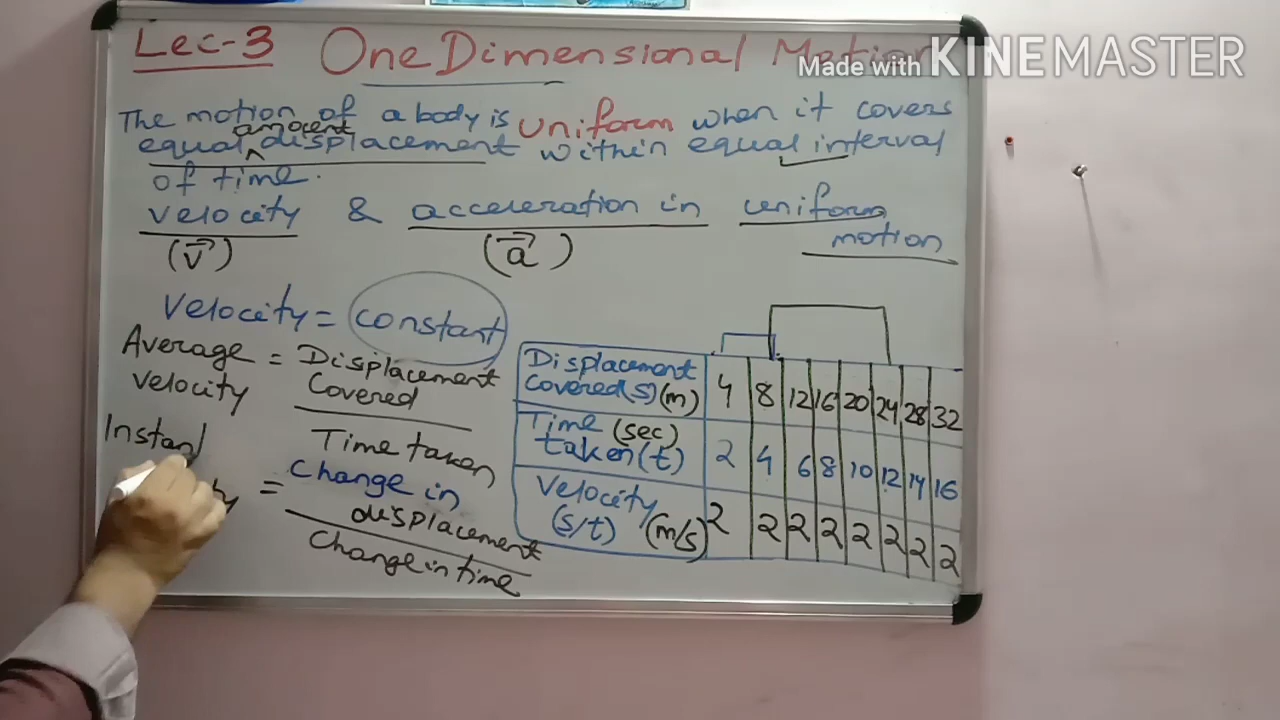 Lec-3 One Dimensional Motion
Made with KINEMASTER
The motion of a body is uniform when it covers
amount
equal displacement within equal interval
of time.
velocity & acceleration in uniform
motion
(v) (a)
Velocity = constant
Average = Displacement
velocity Covered
Time taken
Instan
= Change in
displacement
Change in time
Displacement
covered (s) (m) 4 8 12 16 20 24 28 32
Time (sec)
taken (t) 2 4 6 8 10 12 14 16
Velocity
(s/t) (m/s) 2 2 2 2 2 2 2 2